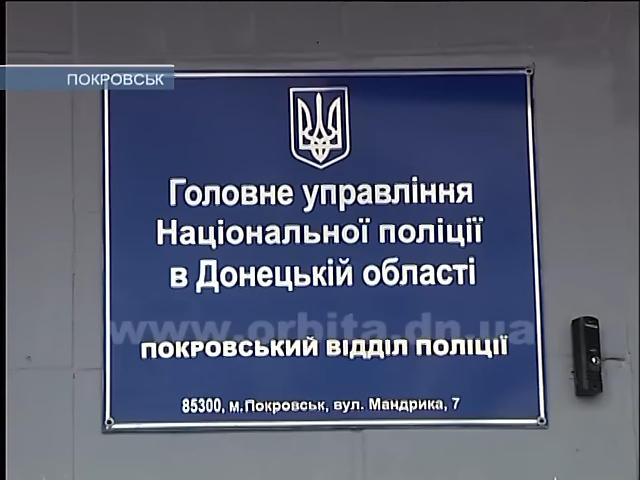 ПОКРОВСЬК
Головне управління
Національної поліції
в Донецькій області
www.orbita.dn.ua
ПОКРОВСЬКИЙ ВІДДІЛ ПОЛІЦІЇ
85300, м.Покровськ, вул. Мандрика, 7